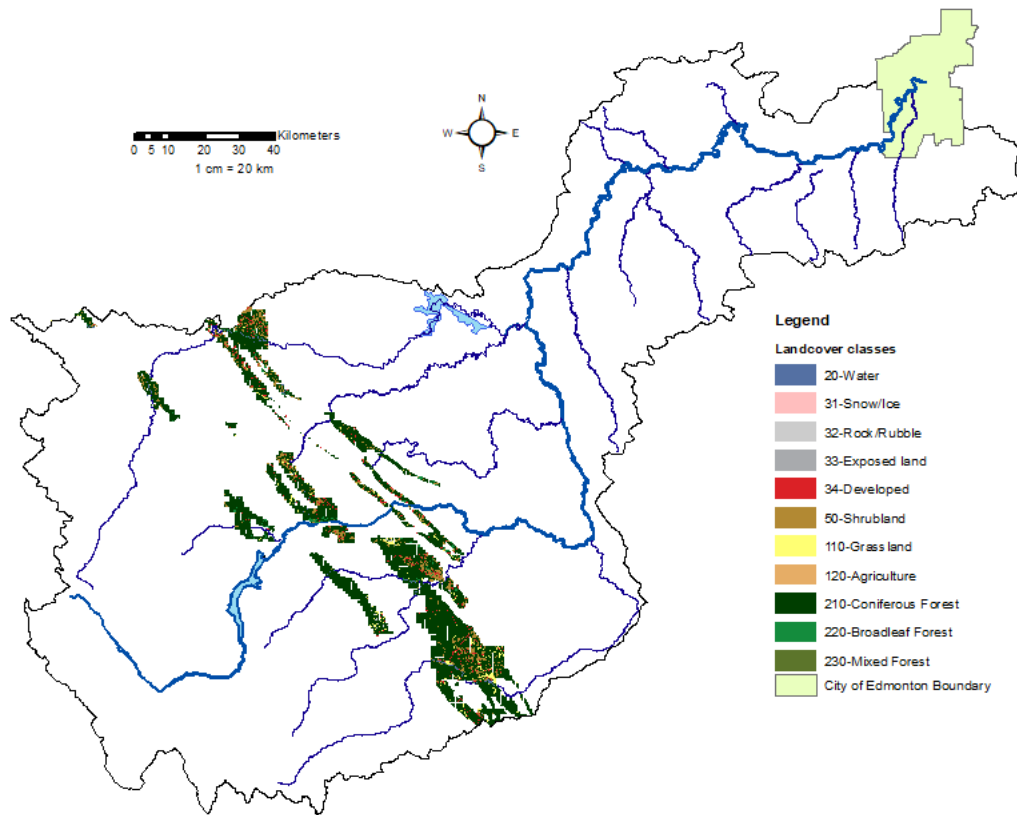 N
W E
S
Kilometers
0 5 10 20 30 40
1 cm = 20 km
Legend
Landcover classes
20-Water
31-Snow/Ice
32-Rock/Rubble
33-Exposed land
34-Developed
50-Shrubland
110-Grassland
120-Agriculture
210-Coniferous Forest
220-Broadleaf Forest
230-Mixed Forest
City of Edmonton Boundary